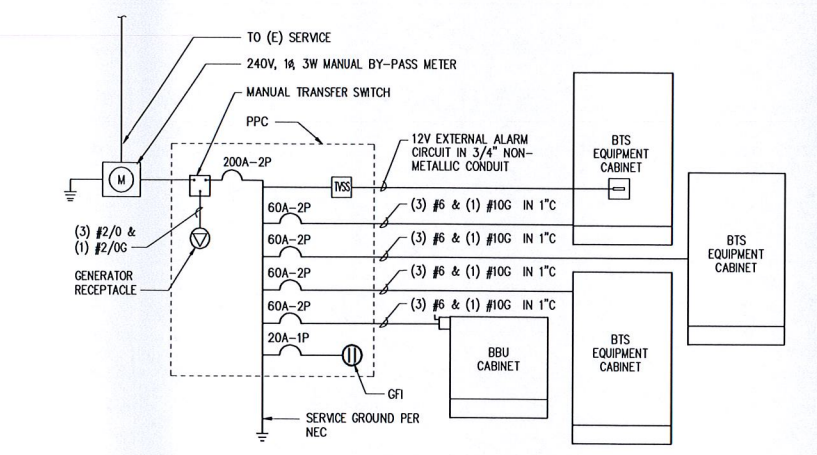 TO (E) SERVICE
240V, 1ø, 3W MANUAL BY-PASS METER
MANUAL TRANSFER SWITCH
PPC
12V EXTERNAL ALARM
CIRCUIT IN 3/4" NON-
METALLIC CONDUIT
BTS
EQUIPMENT
CABINET
200A-2P
M
TVSS
60A-2P
(3) #6 & (1) #10G IN 1"C
(3) #2/0 &
(1) #2/0G
60A-2P
(3) #6 & (1) #10G IN 1"C
BTS
EQUIPMENT
CABINET
GENERATOR
RECEPTACLE
60A-2P
(3) #6 & (1) #10G IN 1"C
60A-2P
(3) #6 & (1) #10G IN 1"C
20A-1P
BBU
CABINET
BTS
EQUIPMENT
CABINET
GFI
SERVICE GROUND PER
NEC